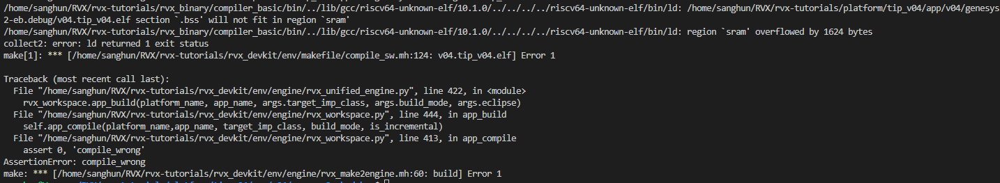 /home/sanghun/RVX/rvx-tutorials/rvx_binary/compiler_basic/bin/../lib/gcc/riscv64-unknown-elf/10.1.0/../../../../riscv64-unknown-elf/bin/ld: /home/sanghun/RVX/rvx-tutorials/platform/tip_v04/app/v04/genesys
2-eb.debug/v04.tip_v04.elf section `.bss' will not fit in region `sram'
/home/sanghun/RVX/rvx-tutorials/rvx_binary/compiler_basic/bin/../lib/gcc/riscv64-unknown-elf/10.1.0/../../../../riscv64-unknown-elf/bin/ld: region `sram' overflowed by 1624 bytes
collect2: error: ld returned 1 exit status
make[1]: *** [/home/sanghun/RVX/rvx-tutorials/rvx_devkit/env/makefile/compile_sw.mh:124: v04.tip_v04.elf] Error 1

Traceback (most recent call last):
  File "/home/sanghun/RVX/rvx-tutorials/rvx_devkit/env/engine/rvx_unified_engine.py", line 422, in <module>
    rvx_workspace.app_build(platform_name, app_name, args.target_imp_class, args.build_mode, args.eclipse)
  File "/home/sanghun/RVX/rvx-tutorials/rvx_devkit/env/engine/rvx_workspace.py", line 444, in app_build
    self.app_compile(platform_name,app_name, target_imp_class, build_mode, is_incremental)
  File "/home/sanghun/RVX/rvx-tutorials/rvx_devkit/env/engine/rvx_workspace.py", line 413, in app_compile
    assert 0, 'compile_wrong'
AssertionError: compile_wrong
make: *** [/home/sanghun/RVX/rvx-tutorials/rvx_devkit/env/engine/rvx_make2engine.mh:60: build] Error 1